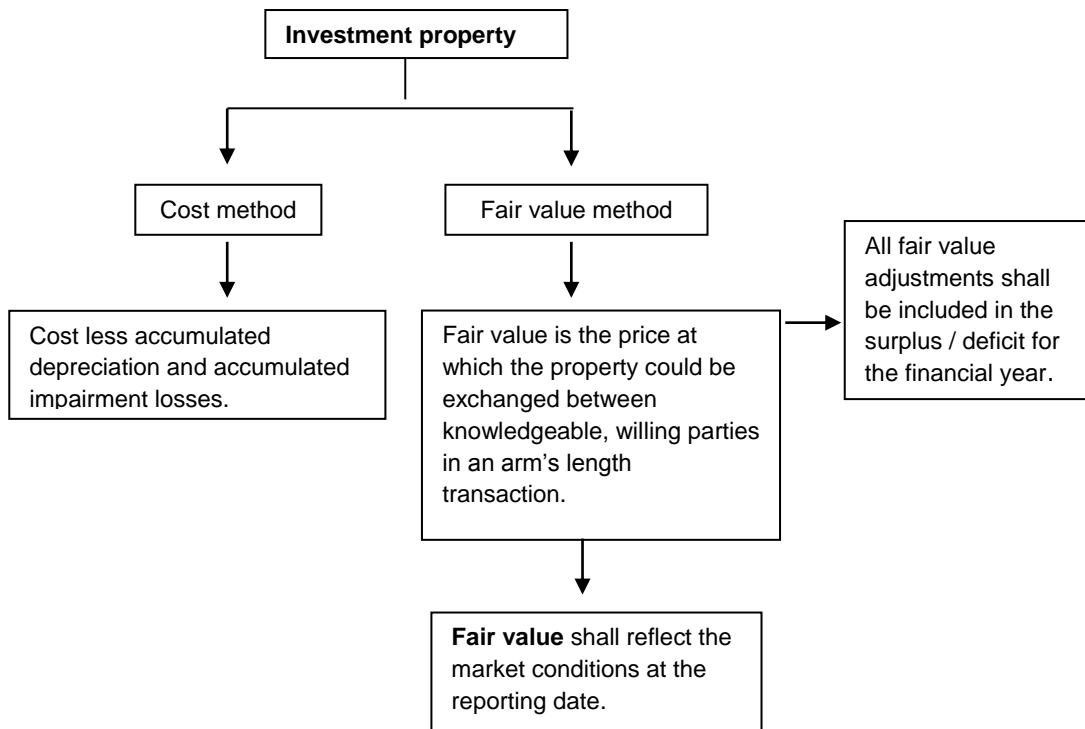 Investment property
Cost method
Fair value method
All fair value
adjustments shall
be included in the
surplus / deficit for
the financial year.
Cost less accumulated
depreciation and accumulated
impairment losses.
Fair value is the price at
which the property could be
exchanged between
knowledgeable, willing parties
in an arm’s length
transaction.
Fair value shall reflect the
market conditions at the
reporting date.